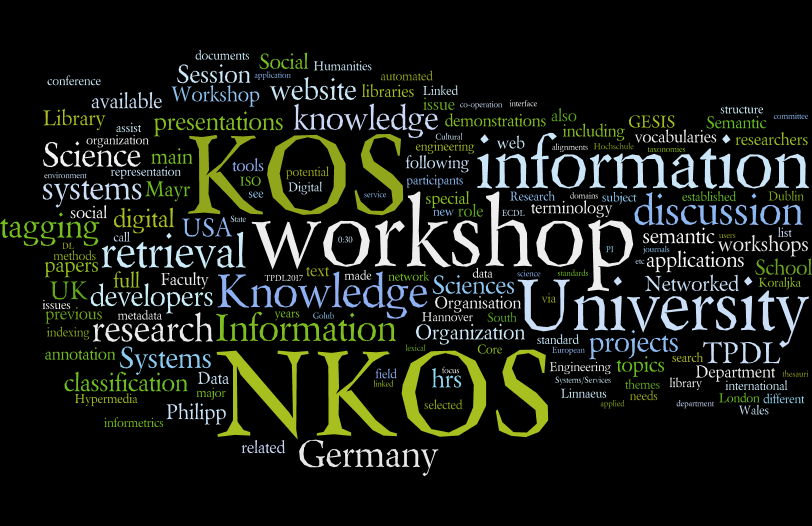 documents
Social
Humanities
Session
application
automated
conference
Workshop
website
libraries
Linked
available
issue
co-operation
interface
structure
committee
Library
presentations
knowledge
demonstrations
also
GESIS
Semantic
assist
including
vocabularies
researchers
organization
KOS
Cultural
engineering
web
alignments
Hochschule
taxonomies
Science
main
tools
potential
following
information
environment
representation
ISO
Digital
participants
systems
Mayr
see
service
special
Research
domains
subject
established
Dublin
social
digital
USA
State
workshop
new
role
ECDL
terminology
discussion
tagging
call
0:30
PI
semantic
users
list
DL
retrieval
journals
workshops
methods
etc
applications
papers
full
Faculty
TPDL2017
text
made
network
data
science
standards
School
UK
developers
Knowledge
Sciences
Networked
Koraljka
issues
metadata
Organisation
via
University
previous
years
Golub
Hannover
South
indexing
research
Information
Organization
standard
projects
annotation
Systems
lexical
Core
European
TPDL
classification
Data
NKOS
field
focus
Engineering
topics
search
Department
thesauri
major
linked
hrs
Systems/Services
themes
library
international
Hypermedia
selected
Linnaeus
needs
London
different
Philipp
applied
department
Wales
informetrics
related
Germany